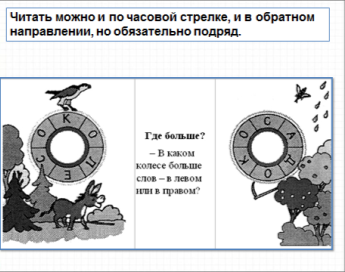 Читать можно и по часовой стрелке, и в обратном
направлении, но обязательно подряд.
О К О Л Е С
Где больше?
– В каком
колесе больше
слов – в левом
или в правом?
О С А Д О К